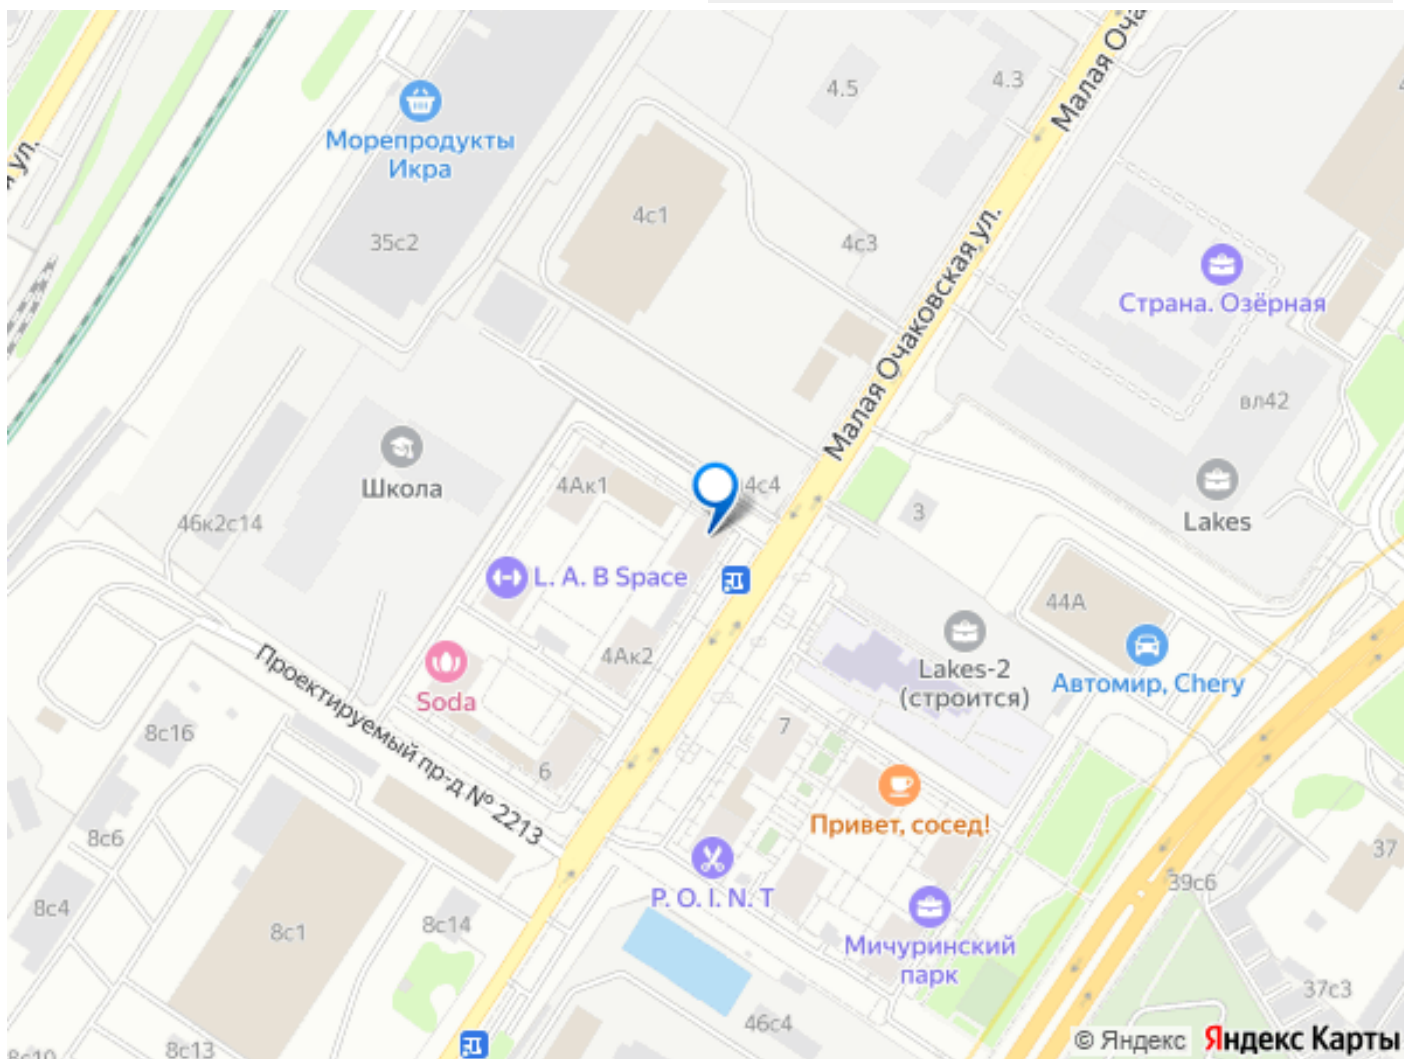 Малая Оча
4.5
4.3
Морепродукты
Икра
я ул.
4с1
35с2
4с3
Малая Очаковская ул.
Страна. Озёрная
вл42
Школа
4Ак1
4с4
Lakes
46к2с14
3
L. A. B Space
44А
Lakes-2
(строится)
Автомир, Chery
4Ак2
Soda
Проектируемый пр-д № 2213
8с16
7
6
Привет, сосед!
8с6
37
P. O. I. N. T
39с6
8с4
8с1
8с14
Мичуринский
парк
37с3
46с4
8с13
© Яндекс Яндекс Карты